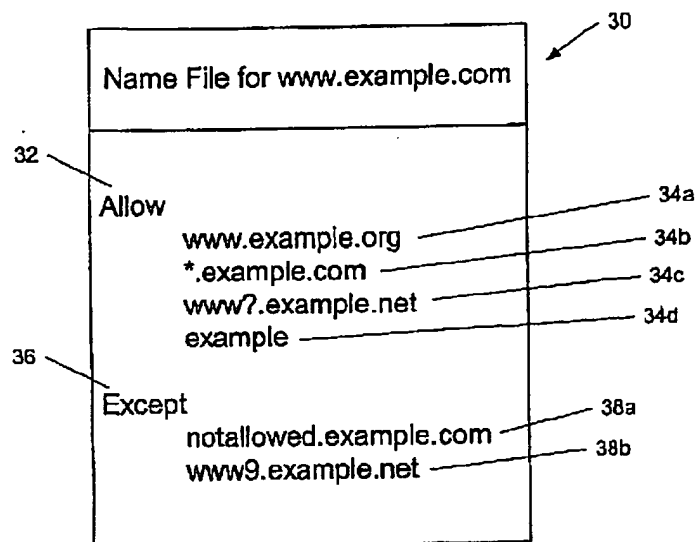 30
Name File for www.example.com
32
Allow
www.example.org 34a
*.example.com 34b
www?.example.net 34c
example 34d
36
Except
notallowed.example.com 38a
www9.example.net 38b